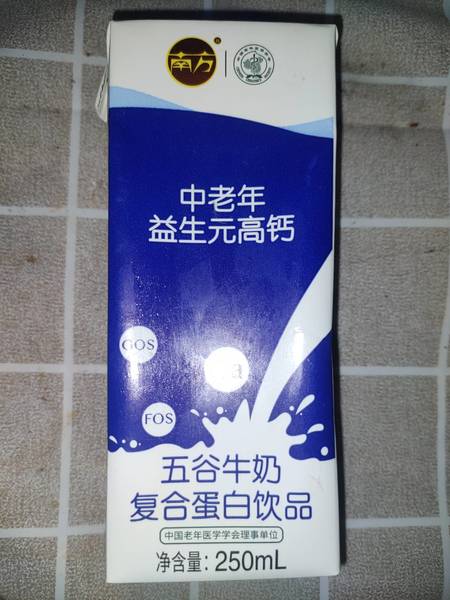 南方
中老年
益生元高钙
GOS
FOS
五谷牛奶
复合蛋白饮品
中国老年医学学会理事单位
净含量：250mL